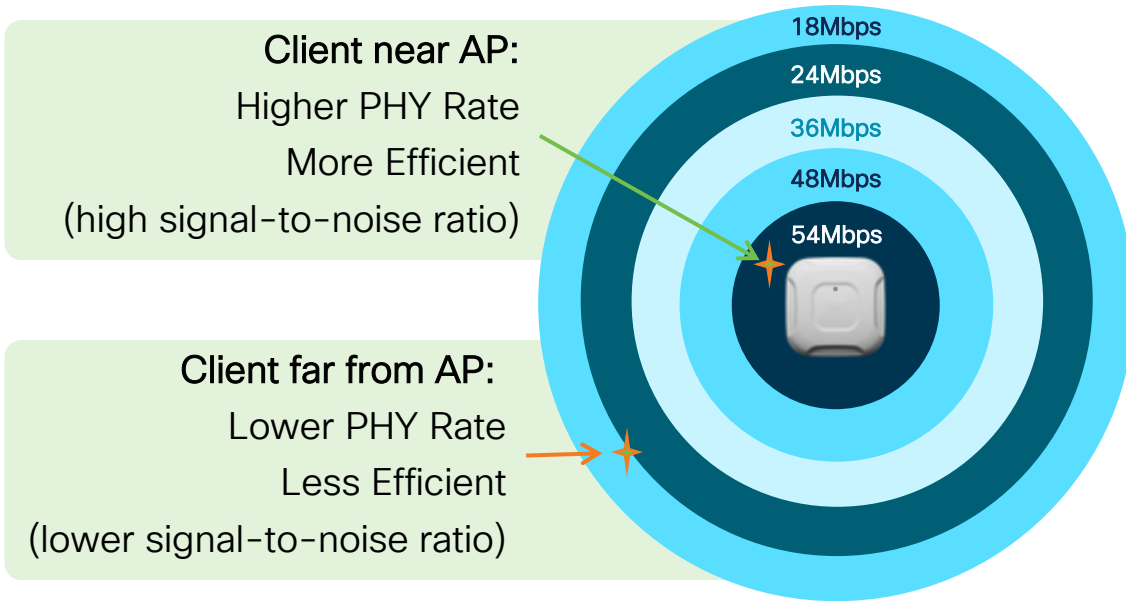 Client near AP:
Higher PHY Rate
More Efficient
(high signal-to-noise ratio)
18Mbps
24Mbps
36Mbps
48Mbps
54Mbps
Client far from AP:
Lower PHY Rate
Less Efficient
(lower signal-to-noise ratio)